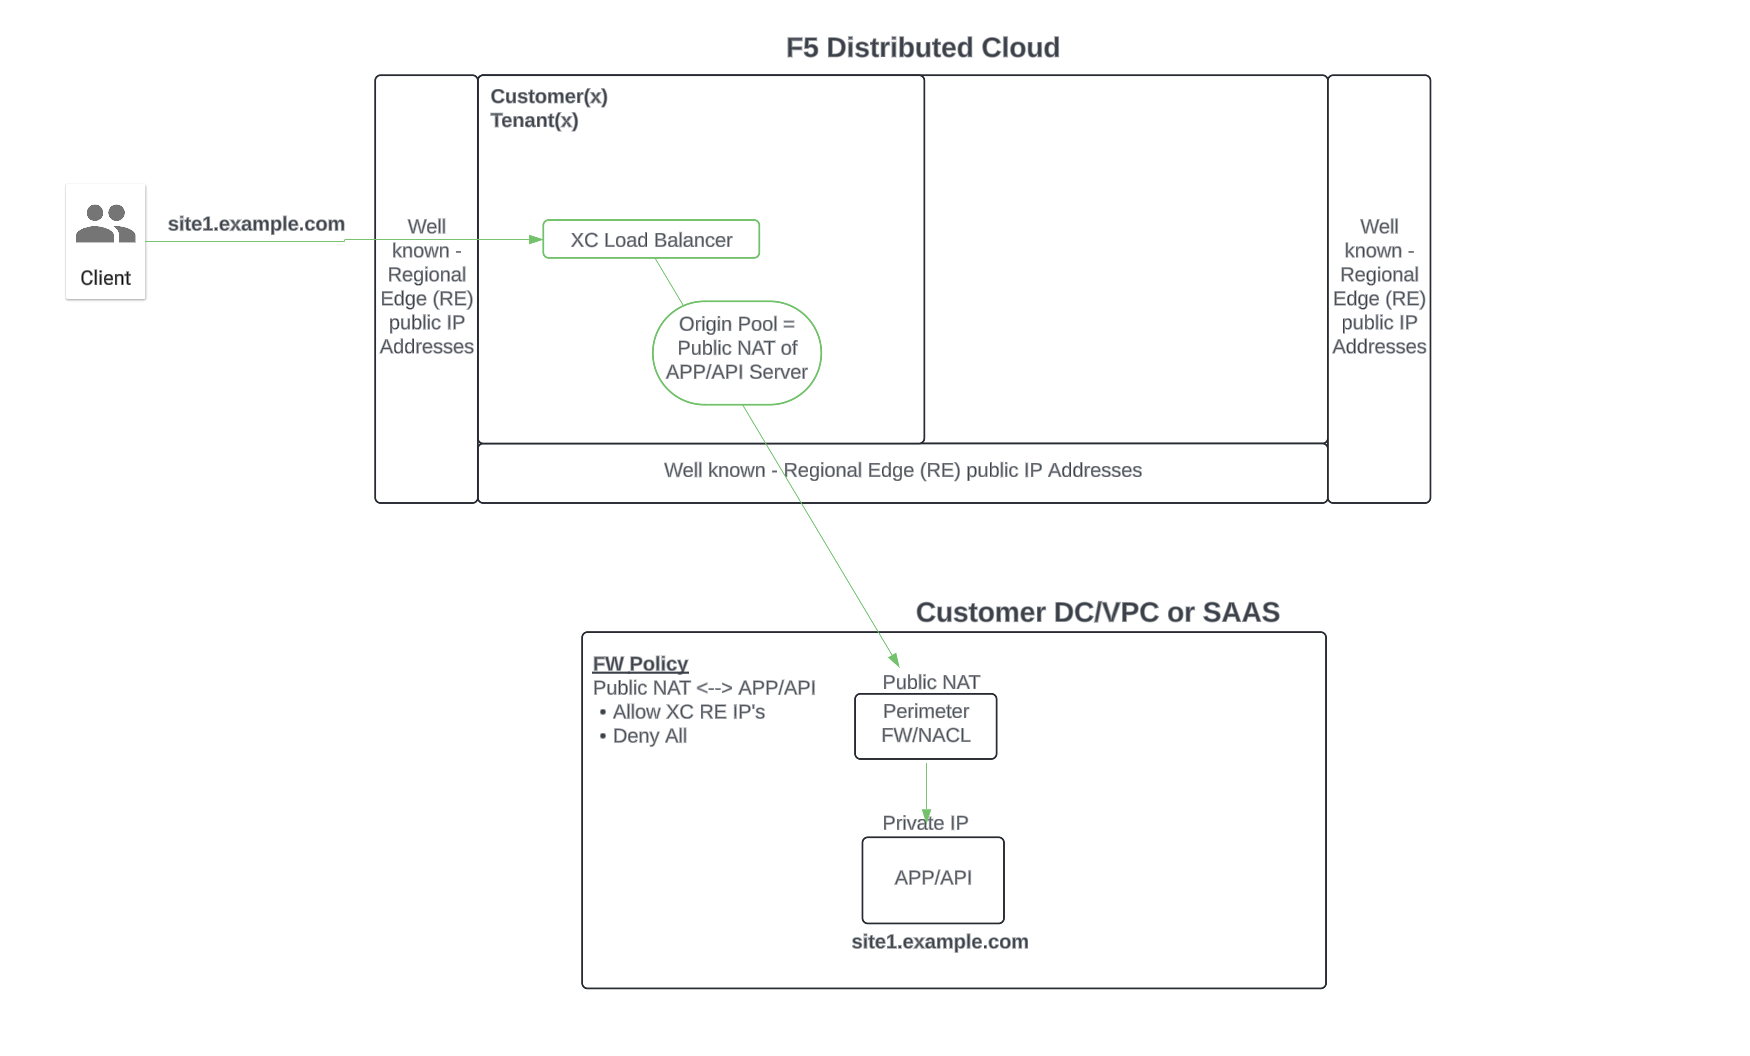 F5 Distributed Cloud
Customer(x)
Tenant(x)
site1.example.com
Client
Well
known -
Regional
Edge (RE)
public IP
Addresses
XC Load Balancer
Origin Pool =
Public NAT of
APP/API Server
Well
known -
Regional
Edge (RE)
public IP
Addresses
Well known - Regional Edge (RE) public IP Addresses
Customer DC/VPC or SAAS
FW Policy
Public NAT <--> APP/API
• Allow XC RE IP's
• Deny All
Public NAT
Perimeter
FW/NACL
Private IP
APP/API
site1.example.com